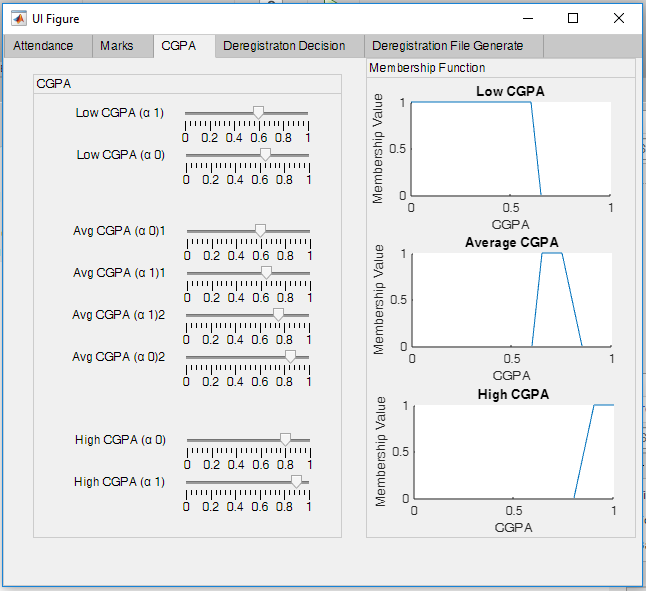 UI Figure
Attendance Marks CGPA Deregistraton Decision Deregistration File Generate
CGPA
Low CGPA (α 1)
0 0.2 0.4 0.6 0.8 1
Low CGPA (α 0)
0 0.2 0.4 0.6 0.8 1
Avg CGPA (α 0)1
0 0.2 0.4 0.6 0.8 1
Avg CGPA (α 1)1
0 0.2 0.4 0.6 0.8 1
Avg CGPA (α 1)2
0 0.2 0.4 0.6 0.8 1
Avg CGPA (α 0)2
0 0.2 0.4 0.6 0.8 1
High CGPA (α 0)
0 0.2 0.4 0.6 0.8 1
High CGPA (α 1)
0 0.2 0.4 0.6 0.8 1
Membership Function
Low CGPA
Membership Value
1
0.5
0
0 0.5 1
CGPA
Average CGPA
Membership Value
1
0.5
0
0 0.5 1
CGPA
High CGPA
Membership Value
1
0.5
0
0 0.5 1
CGPA